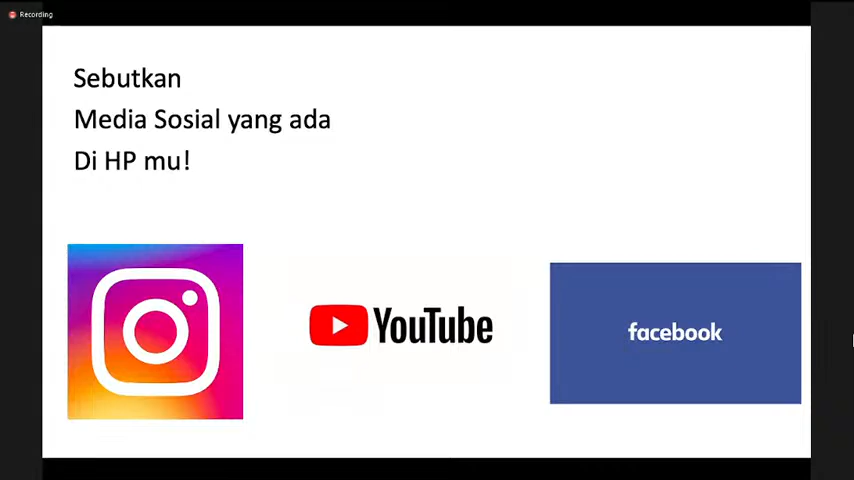 Recording
Sebutkan
Media Sosial yang ada
Di HP mu!
YouTube
facebook